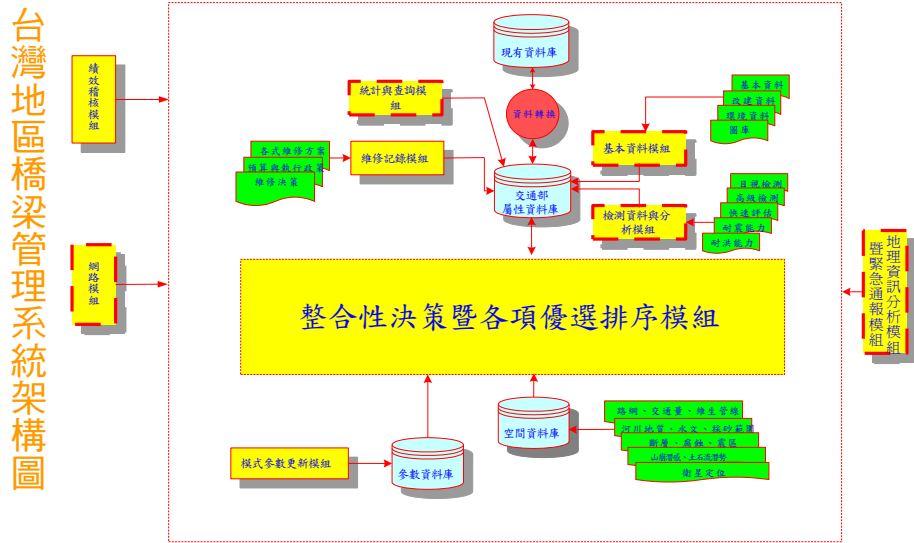 台灣地區橋梁管理系統架構圖
績效稽核模組
網路模組
現有資料庫
資料轉換
統計與查詢模
組
各式維修方案
預算與執行政策
維修決策
維修記錄模組
交通部
屬性資料庫
基本資料模組
基本資料
改建資料
環境資料
圖庫
檢測資料與分
析模組
目視檢測
高級檢測
快速評估
耐震能力
耐洪能力
地理資訊分析模組
暨緊急通報模組
整合性決策暨各項優選排序模組
模式參數更新模組
參數資料庫
空間資料庫
路網、交通量、維生管線
河川地質、水文、採砂範圍
斷層、腐蝕、震區
山崩潛感、土石流潛勢
衛星定位